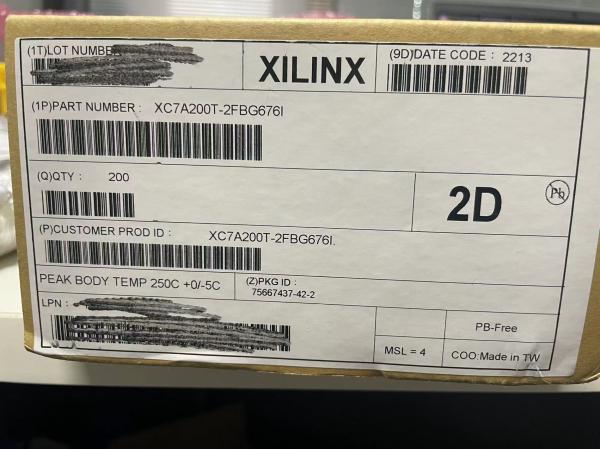 (1T)LOT NUMBE
XILINX
(9D)DATE CODE : 2213
(1P)PART NUMBER : XC7A200T-2FBG676I
(Q)QTY : 200
2D
Pb
(P)CUSTOMER PROD ID : XC7A200T-2FBG676I.
PEAK BODY TEMP 250C +0/-5C
(Z)PKG ID :
75667437-42-2
LPN :
PB-Free
MSL = 4
COO:Made in TW